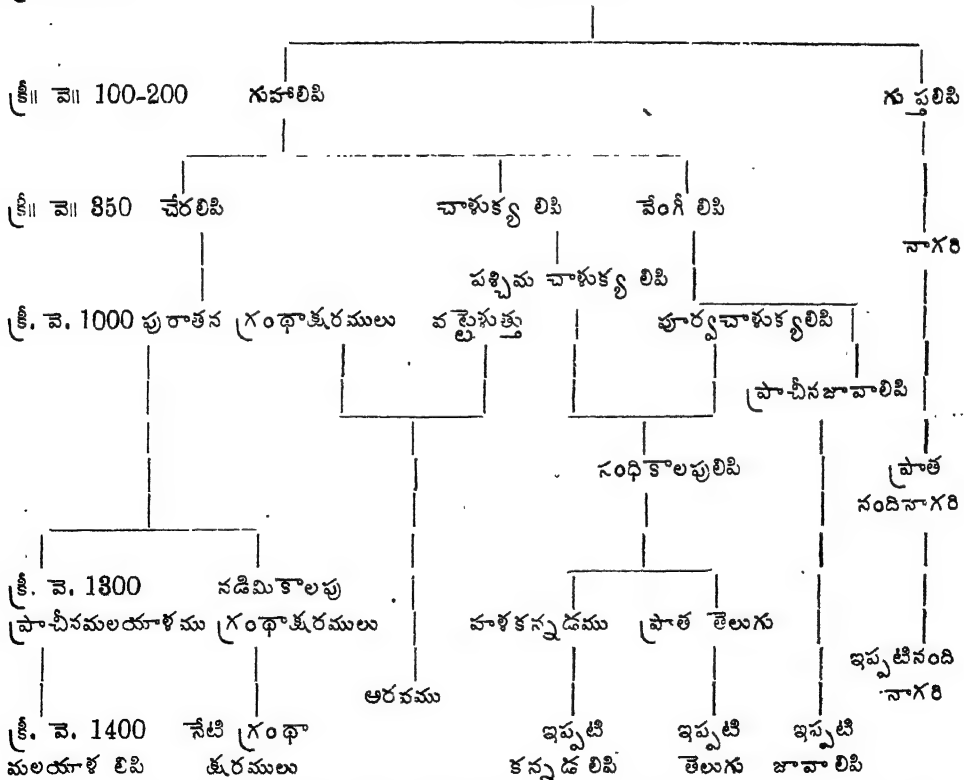 క్రీ॥ వె॥ 100-200 గుహాలిపి గుప్తలిపి
క్రీ॥ వె॥ 350 చేరలిపి చాళుక్య లిపి వేంగీ లిపి
నాగరి
పశ్చిమ చాళుక్య లిపి
క్రీ. వె. 1000 పురాతన గ్రంథాక్షరములు వట్టెళుత్తు పూర్వచాళుక్యలిపి
ప్రాచీనజావాలిపి
సంధికాలపులిపి ప్రాత
నందినాగరి
క్రీ. వె. 1300 నడిమికాలపు
ప్రాచీనమలయాళము గ్రంథాక్షరములు హళకన్నడము ప్రాత తెలుగు
ఇప్పటినంది
నాగరి
ఆరవము
క్రీ. వె. 1400 నేటి గ్రంథా ఇప్పటి ఇప్పటి ఇప్పటి
మలయాళ లిపి క్షరములు కన్నడ లిపి తెలుగు జావా లిపి